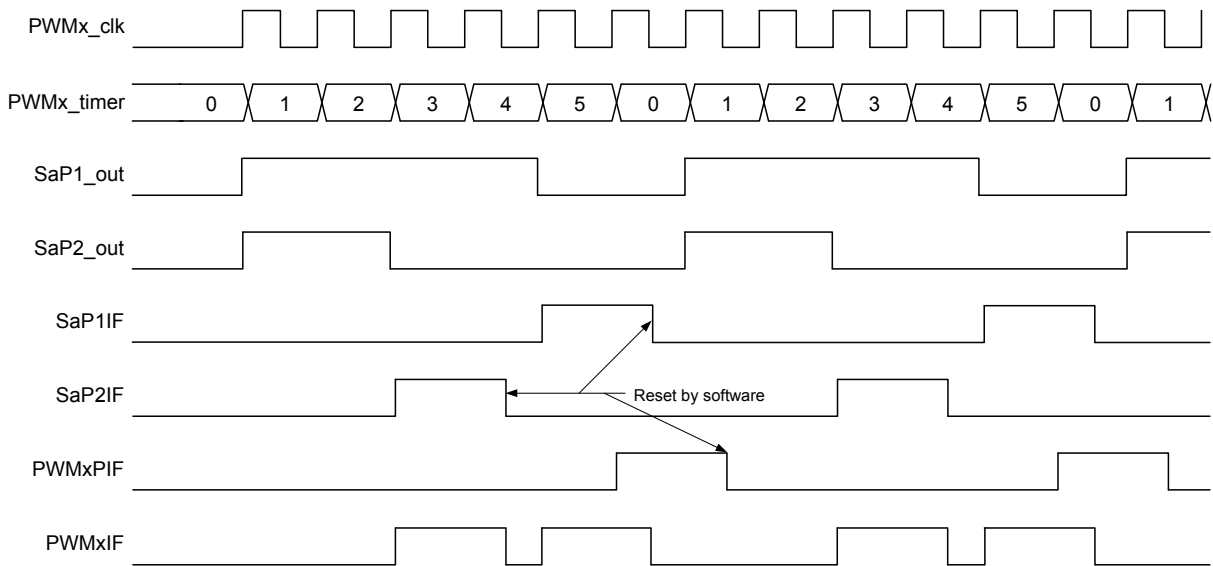 PWMx_clk
PWMx_timer 0 1 2 3 4 5 0 1 2 3 4 5 0 1
SaP1_out
SaP2_out
SaP1IF
SaP2IF Reset by software
PWMxPIF
PWMxIF